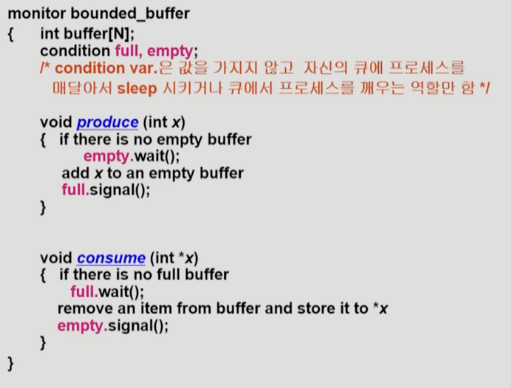 monitor bounded_buffer
{ int buffer[N];
condition full, empty;
/* condition var.은 값을 가지지 않고 자신의 큐에 프로세스를
매달아서 sleep 시키거나 큐에서 프로세스를 깨우는 역할만 함 */
void produce (int x)
{ if there is no empty buffer
empty.wait();
add x to an empty buffer
full.signal();
}
void consume (int *x)
{ if there is no full buffer
full.wait();
remove an item from buffer and store it to *x
empty.signal();
}
}